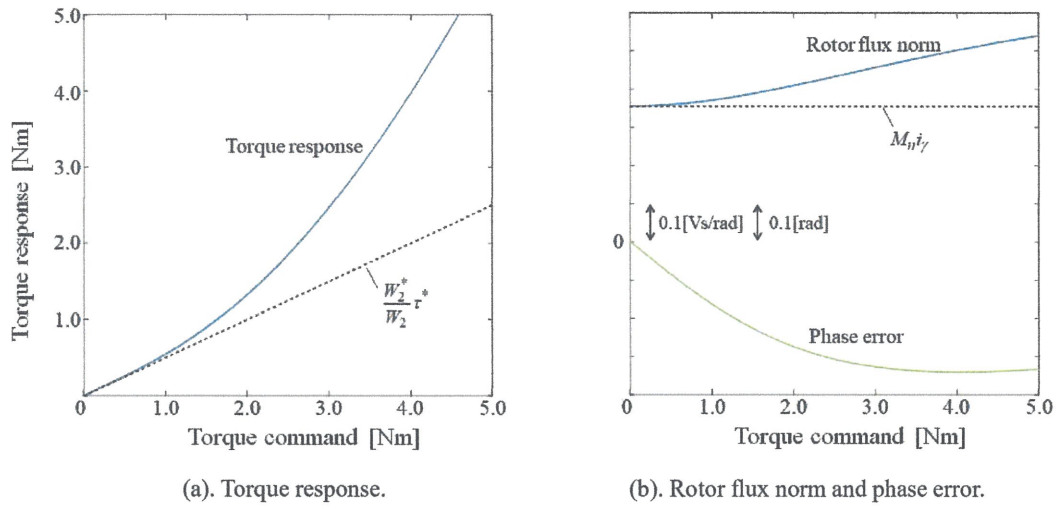 5.0
4.0
3.0
2.0
1.0
0
1.0
2.0
3.0
4.0
5.0
Torque response [Nm]
Torque response
W₂*
W₂ τ*
Torque command [Nm]
(a). Torque response.
Rotor flux norm
Mₙiᵧ
0.1[Vs/rad] 0.1[rad]
0
Phase error
0 1.0 2.0 3.0 4.0 5.0
Torque command [Nm]
(b). Rotor flux norm and phase error.